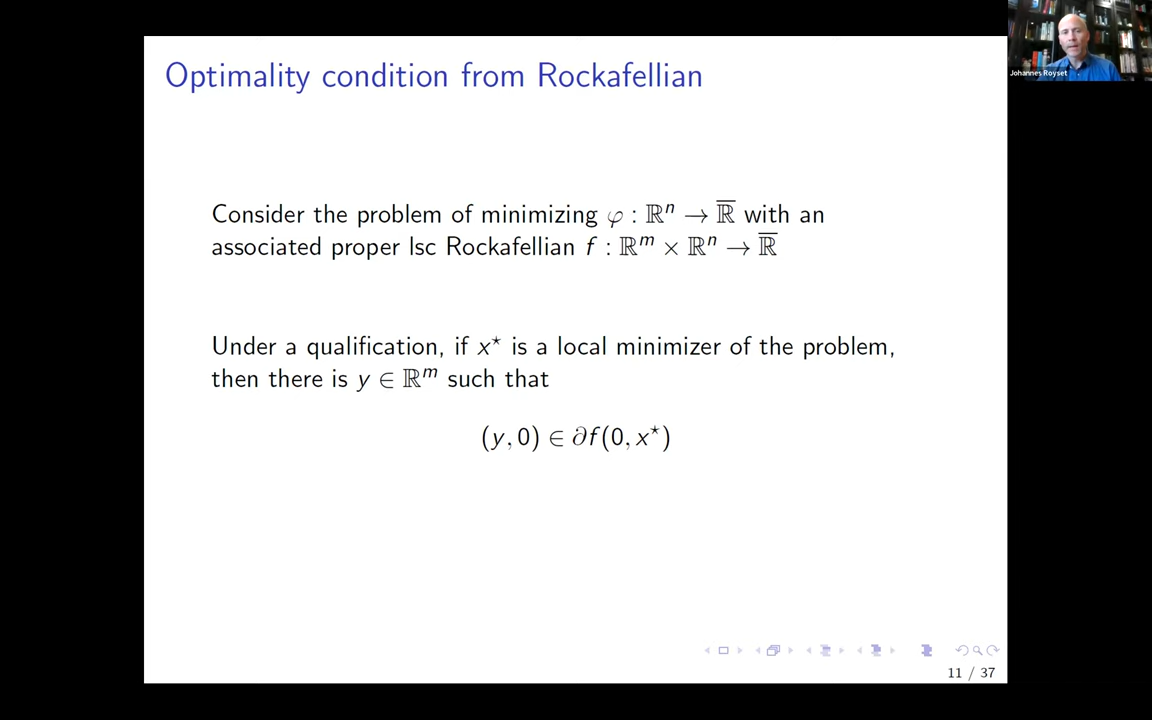 Optimality condition from Rockafellian
Johannes Royset
Consider the problem of minimizing φ : ℝⁿ → ℝ̅ with an
associated proper lsc Rockafellian f : ℝᵐ × ℝⁿ → ℝ̅
Under a qualification, if x⋆ is a local minimizer of the problem,
then there is y ∈ ℝᵐ such that
(y, 0) ∈ ∂f(0, x⋆)
11 / 37